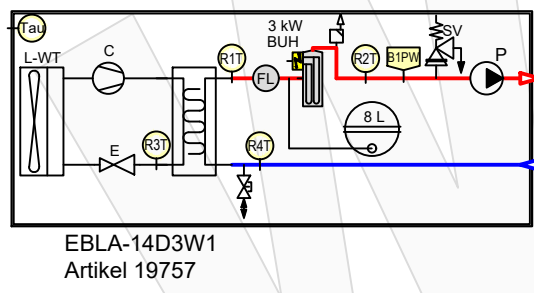 Tau
3 kW
BUH
SV
L-WT
C
R1T
FL
R2T
B1PW
P
8 L
E
R3T
R4T
EBLA-14D3W1
Artikel 19757